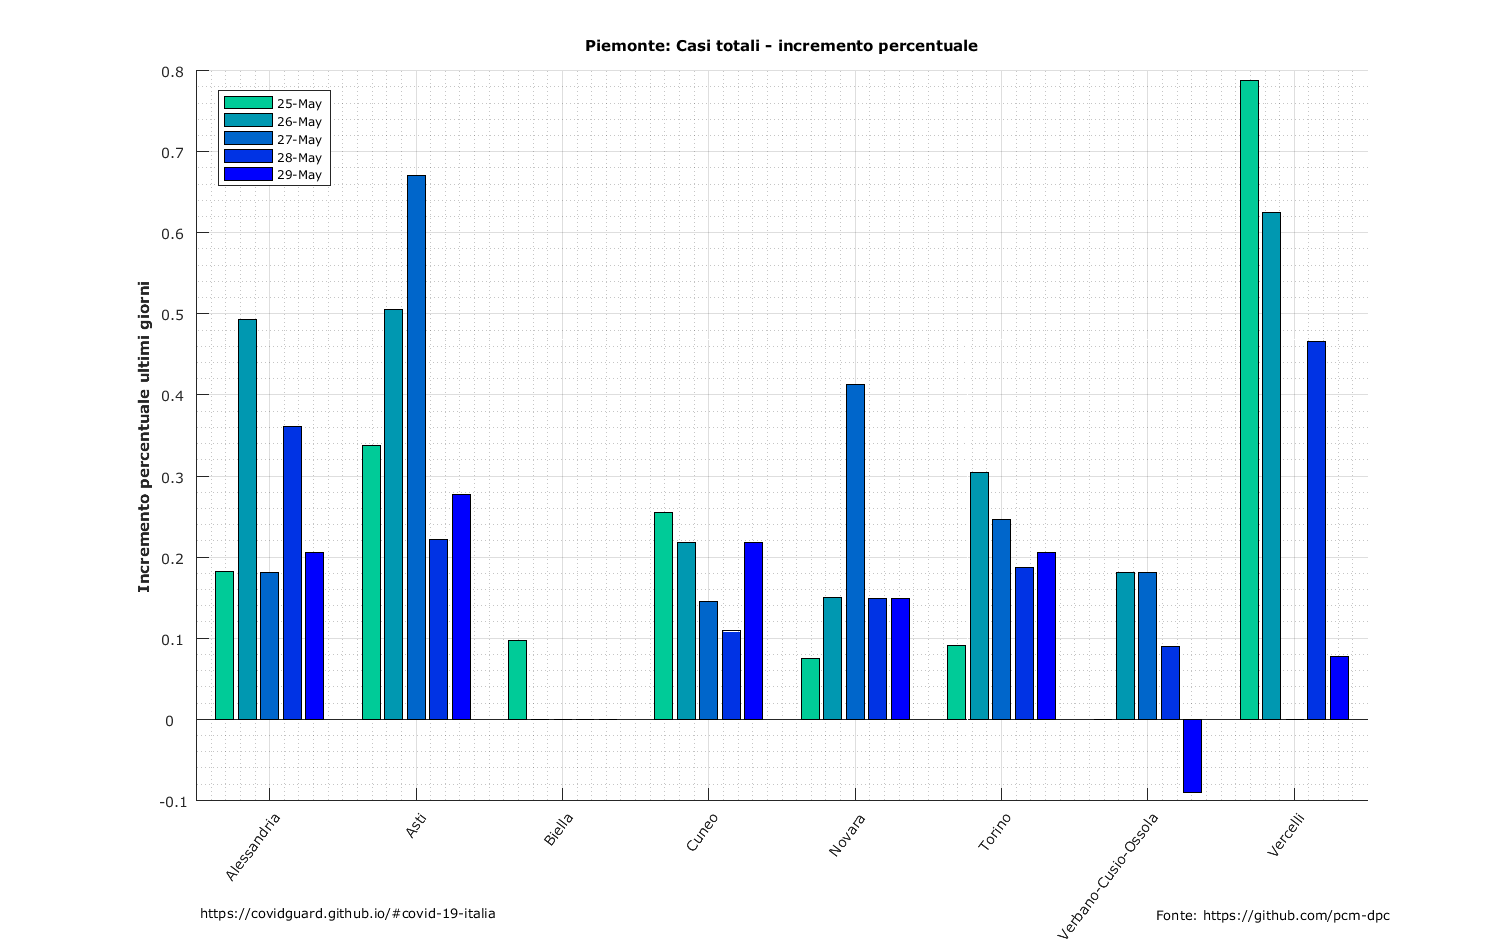 Piemonte: Casi totali - incremento percentuale
25-May
26-May
27-May
28-May
29-May
Incremento percentuale ultimi giorni
0.8
0.7
0.6
0.5
0.4
0.3
0.2
0.1
0
-0.1
Alessandria
Asti
Biella
Cuneo
Novara
Torino
Verbano-Cusio-Ossola
Vercelli
https://covidguard.github.io/#covid-19-italia
Fonte: https://github.com/pcm-dpc